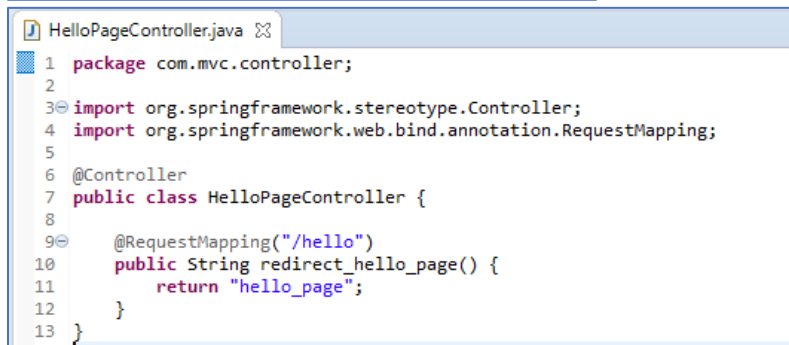 HelloPageController.java
1 package com.mvc.controller;
2
3 import org.springframework.stereotype.Controller;
4 import org.springframework.web.bind.annotation.RequestMapping;
5
6 @Controller
7 public class HelloPageController {
8
9     @RequestMapping("/hello")
10     public String redirect_hello_page() {
11         return "hello_page";
12     }
13 }